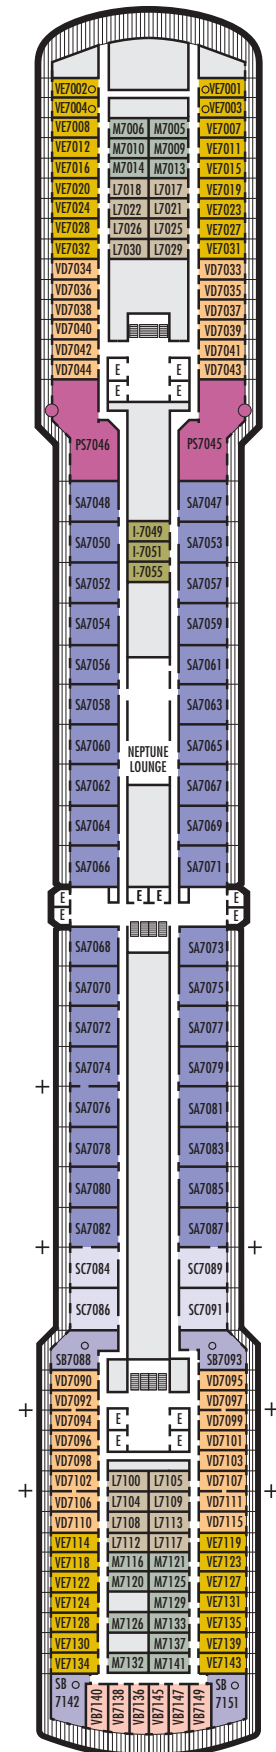 VE7002 VE7001
VE7004 VE7003
VE7008 M7006 M7005 VE7007
VE7012 M7010 M7009 VE7011
VE7016 M7014 M7013 VE7015
VE7020 L7018 L7017 VE7019
VE7024 L7022 L7021 VE7023
VE7028 L7026 L7025 VE7027
VE7032 L7030 L7029 VE7031
VD7034 VD7033
VD7036 VD7035
VD7038 VD7037
VD7040 VD7039
VD7042 VD7041
VD7044 E E VD7043
E E
PS7046 PS7045
SA7048 SA7047
I-7049
SA7050 SA7053
I-7051
I-7055
SA7052 SA7057
SA7054 SA7059
SA7056 SA7061
SA7058 SA7063
SA7060 NEPTUNE SA7065
LOUNGE
SA7062 SA7067
SA7064 SA7069
SA7066 SA7071
E E E E
E E
SA7068 SA7073
SA7070 SA7075
SA7072 SA7077
SA7074 SA7079
SA7076 SA7081
SA7078 SA7083
SA7080 SA7085
SA7082 SA7087
SC7084 SC7089
SC7086 SC7091
SB7088 SB7093
VD7090 VD7095
VD7092 VD7097
VD7094 E E VD7099
VD7096 E E VD7101
VD7098 VD7103
VD7102 L7100 L7105 VD7107
VD7106 L7104 L7109 VD7111
VD7110 L7108 L7113 VD7115
VE7114 L7112 L7117 VE7119
VE7118 M7116 M7121 VE7123
VE7122 M7120 M7125 VE7127
VE7124 M7129 VE7131
VE7128 M7126 M7133 VE7135
VE7130 M7137 VE7139
VE7134 M7132 M7141 VE7143
SB 7142 VB7140 VB7138 VB7136 VB7145 VB7147 VB7149 SB 7151